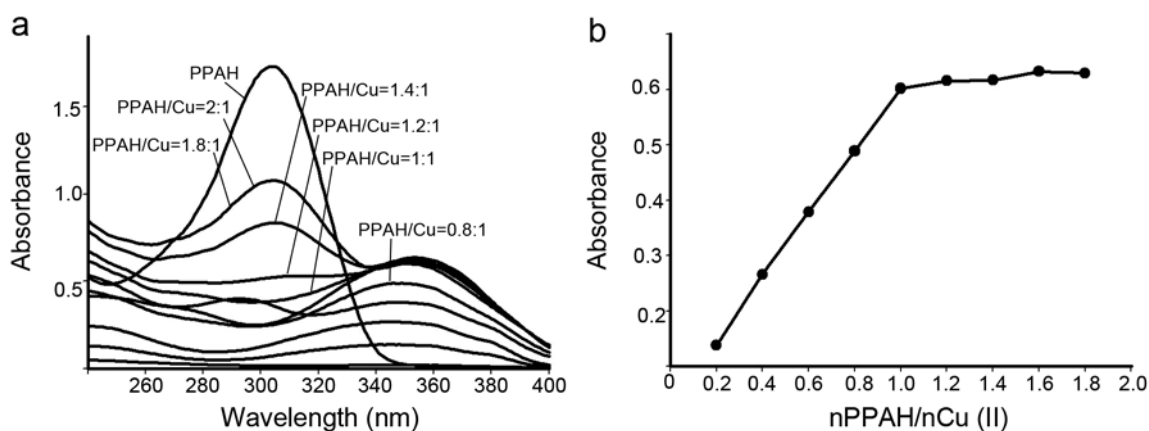 a
Absorbance
1.5
1.0
0.5
PPAH
PPAH/Cu=2:1
PPAH/Cu=1.8:1
PPAH/Cu=1.4:1
PPAH/Cu=1.2:1
PPAH/Cu=1:1
PPAH/Cu=0.8:1
260 280 300 320 340 360 380 400
Wavelength (nm)
b
Absorbance
0.6
0.5
0.4
0.3
0.2
0 0.2 0.4 0.6 0.8 1.0 1.2 1.4 1.6 1.8 2.0
nPPAH/nCu (II)